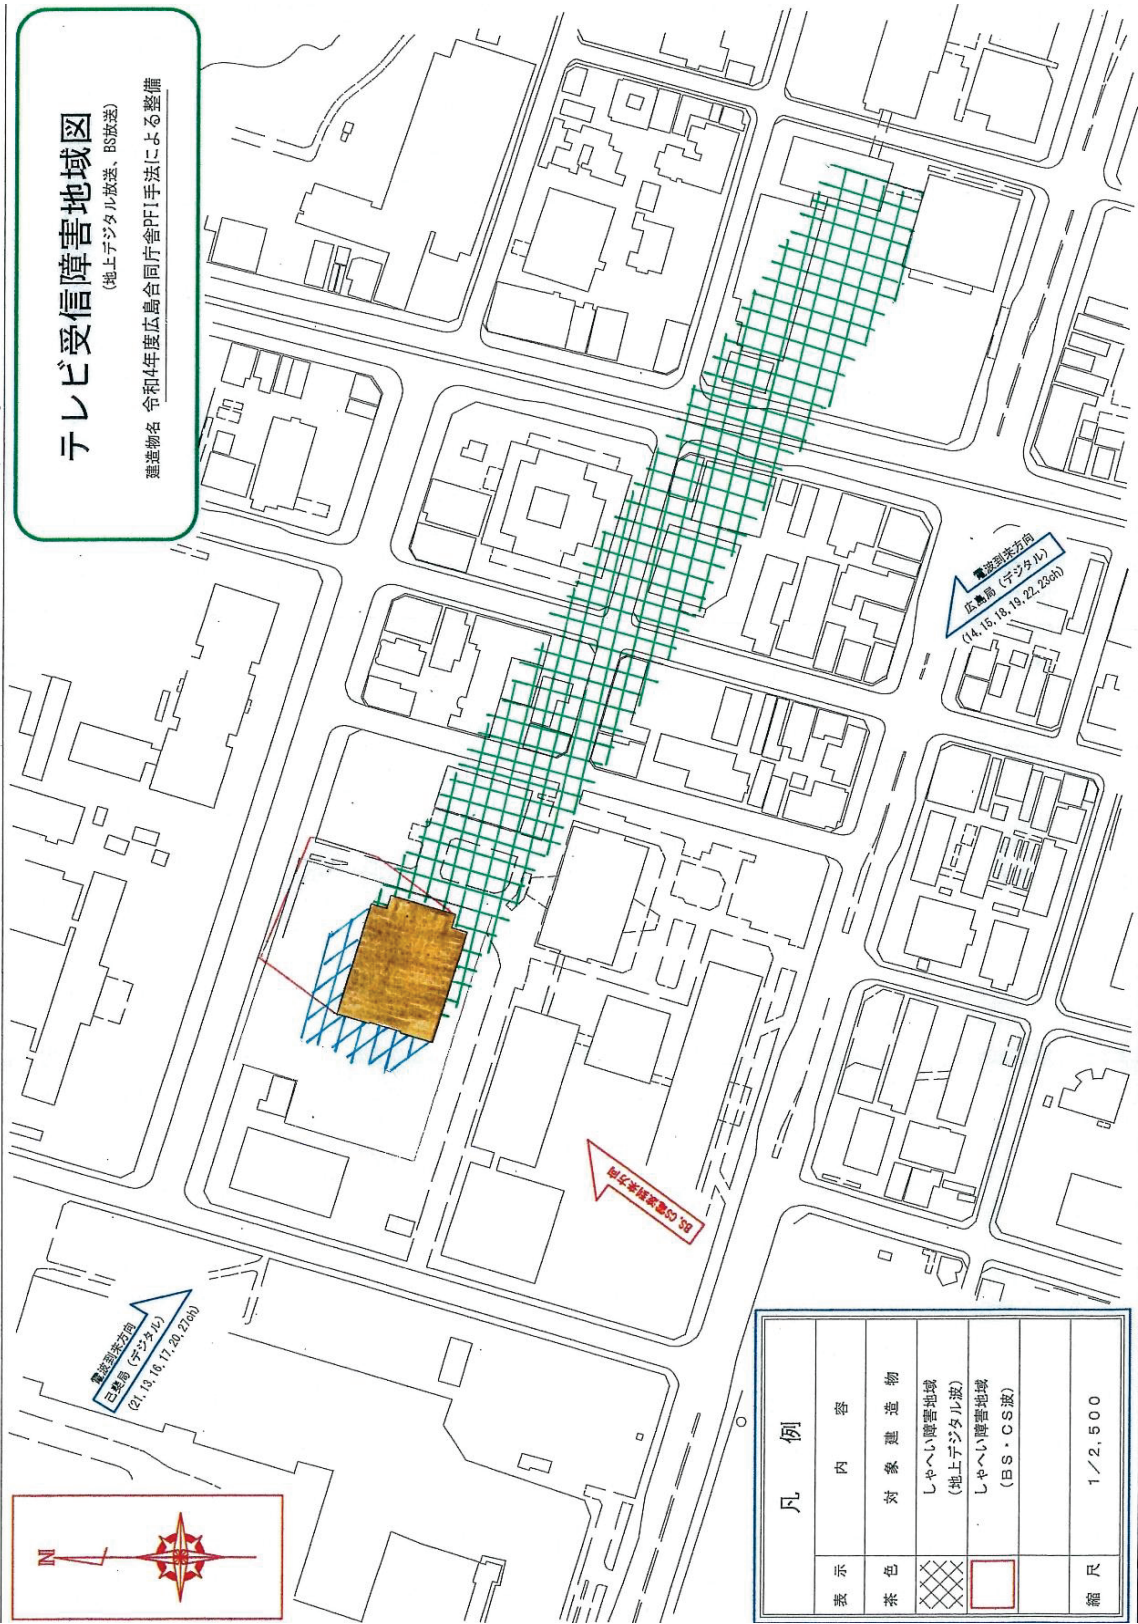 テレビ受信障害地域図
(地上デジタル放送、BS放送)
建造物名 令和4年度広島合同庁舎PFI手法による整備
電波到来方向
広島局 (デジタル)
(14, 15, 18, 19, 22, 23ch)
BS, CS電波到来方向
電波到来方向
己斐局 (デジタル)
(21, 13, 16, 17, 20, 27ch)
N
凡例
表示 内容
茶色 対象建造物
しゃへい障害地域
(地上デジタル波)
しゃへい障害地域
(BS・CS波)
縮尺 1/2,500